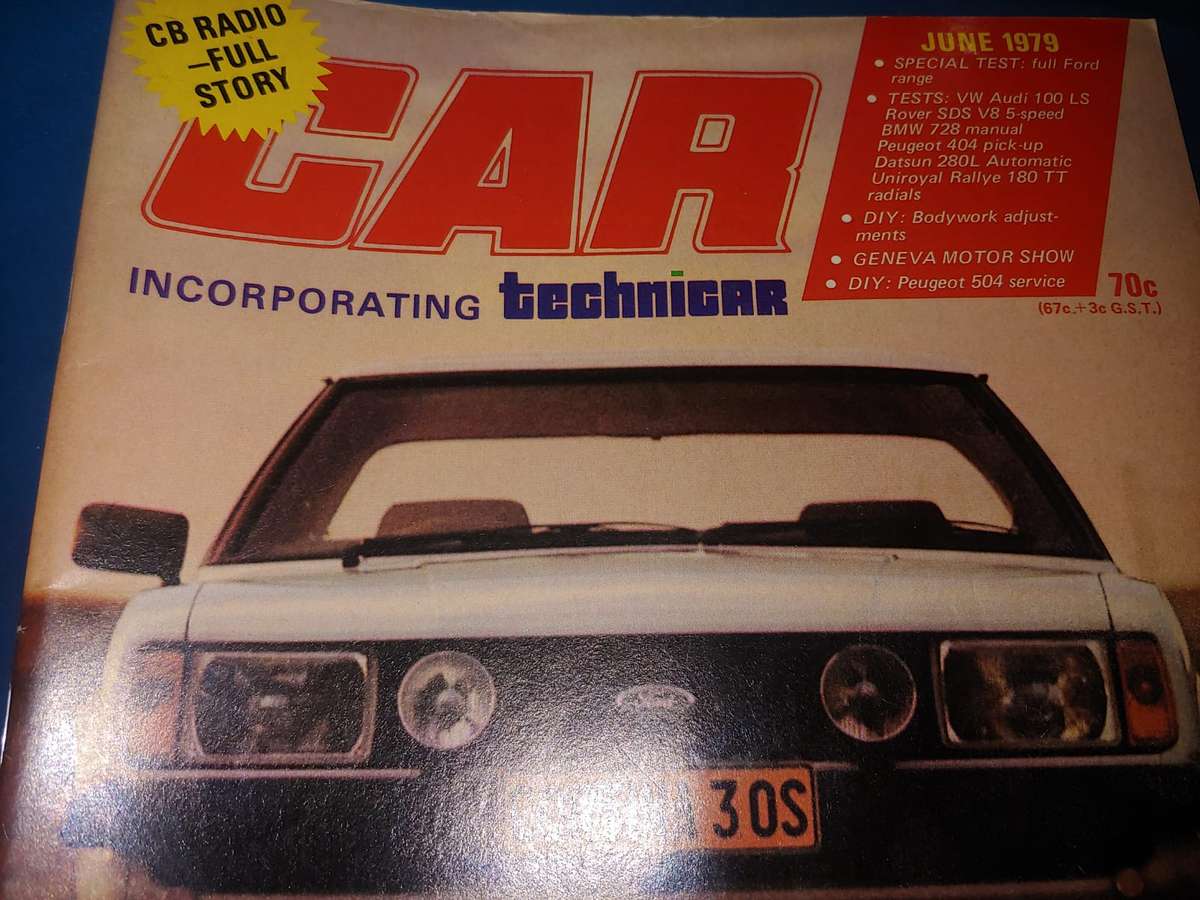 CB RADIO
–FULL
STORY
CAR
INCORPORATING technicar
JUNE 1979
• SPECIAL TEST: full Ford
range
• TESTS: VW Audi 100 LS
Rover SDS V8 5-speed
BMW 728 manual
Peugeot 404 pick-up
Datsun 280L Automatic
Uniroyal Rallye 180 TT
radials
• DIY: Bodywork adjust-
ments
• GENEVA MOTOR SHOW
• DIY: Peugeot 504 service
70c
(67c.+3c G.S.T.)
Ford
30S